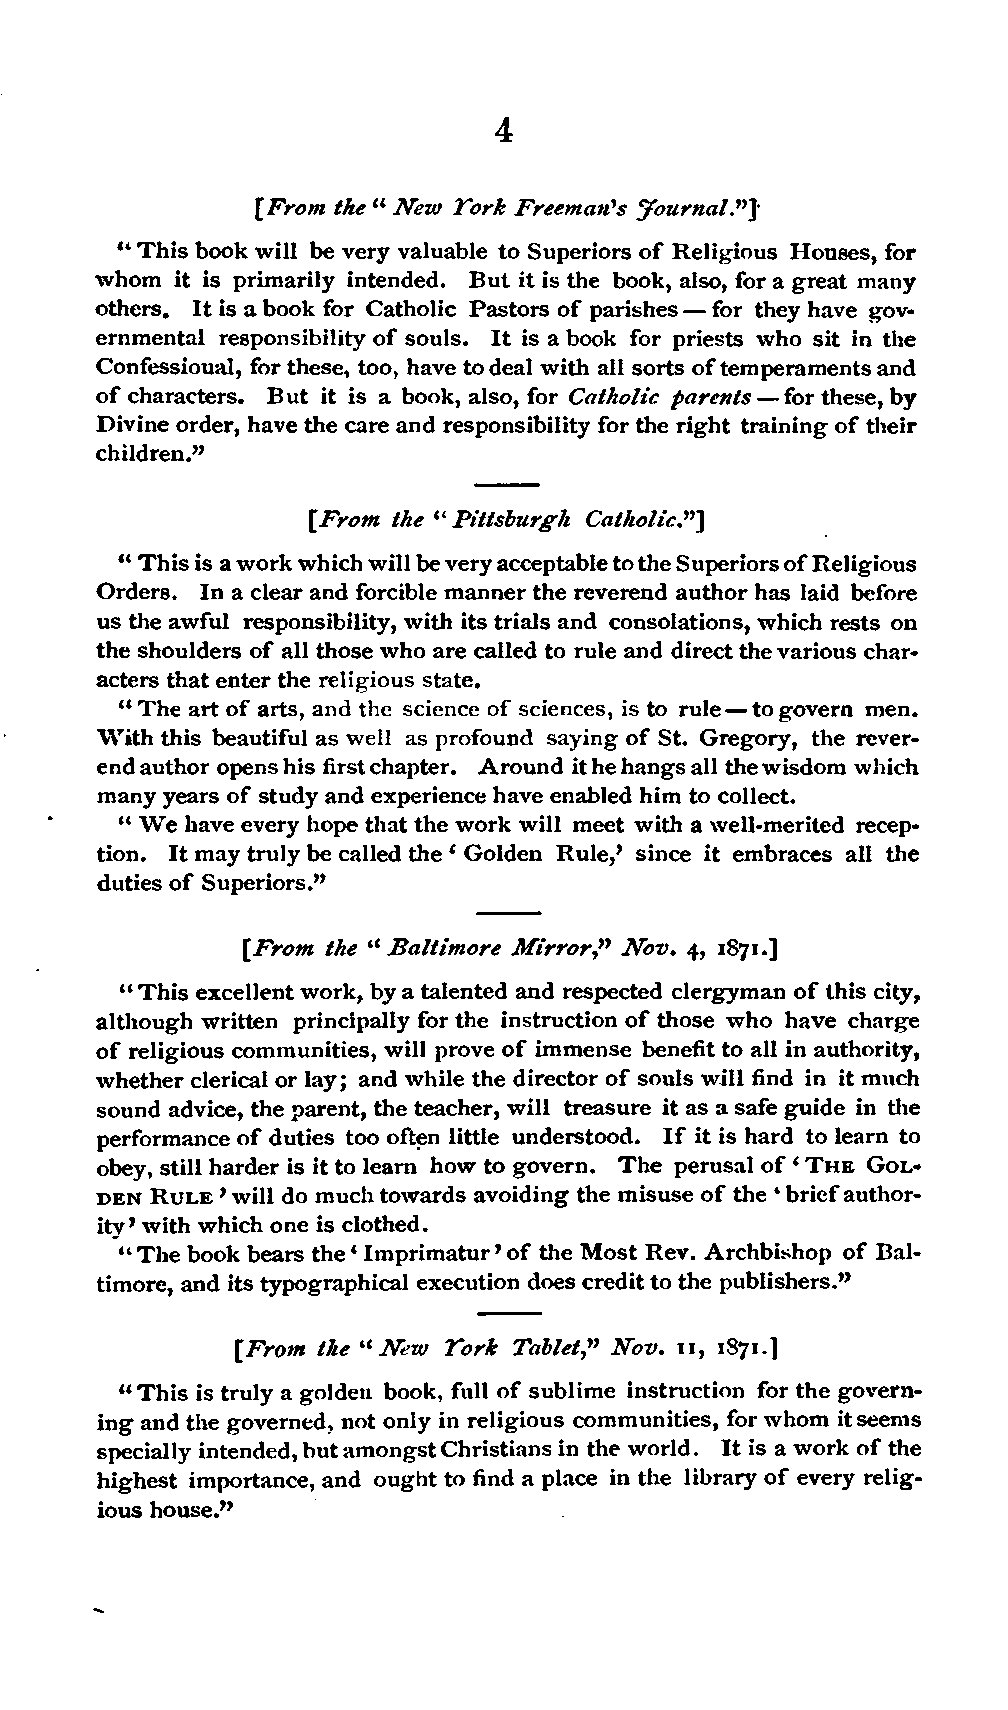 4
[From the "New York Freeman's Journal."]
"This book will be very valuable to Superiors of Religious Houses, for
whom it is primarily intended. But it is the book, also, for a great many
others. It is a book for Catholic Pastors of parishes — for they have gov-
ernmental responsibility of souls. It is a book for priests who sit in the
Confessional, for these, too, have to deal with all sorts of temperaments and
of characters. But it is a book, also, for Catholic parents — for these, by
Divine order, have the care and responsibility for the right training of their
children."
[From the "Pittsburgh Catholic."]
"This is a work which will be very acceptable to the Superiors of Religious
Orders. In a clear and forcible manner the reverend author has laid before
us the awful responsibility, with its trials and consolations, which rests on
the shoulders of all those who are called to rule and direct the various char-
acters that enter the religious state.
"The art of arts, and the science of sciences, is to rule — to govern men.
With this beautiful as well as profound saying of St. Gregory, the rever-
end author opens his first chapter. Around it he hangs all the wisdom which
many years of study and experience have enabled him to collect.
"We have every hope that the work will meet with a well-merited recep-
tion. It may truly be called the 'Golden Rule,' since it embraces all the
duties of Superiors."
[From the "Baltimore Mirror," Nov. 4, 1871.]
"This excellent work, by a talented and respected clergyman of this city,
although written principally for the instruction of those who have charge
of religious communities, will prove of immense benefit to all in authority,
whether clerical or lay; and while the director of souls will find in it much
sound advice, the parent, the teacher, will treasure it as a safe guide in the
performance of duties too often little understood. If it is hard to learn to
obey, still harder is it to learn how to govern. The perusal of 'THE GOL-
DEN RULE' will do much towards avoiding the misuse of the 'brief author-
ity' with which one is clothed.
"The book bears the 'Imprimatur' of the Most Rev. Archbishop of Bal-
timore, and its typographical execution does credit to the publishers."
[From the "New York Tablet," Nov. 11, 1871.]
"This is truly a golden book, full of sublime instruction for the govern-
ing and the governed, not only in religious communities, for whom it seems
specially intended, but amongst Christians in the world. It is a work of the
highest importance, and ought to find a place in the library of every relig-
ious house."